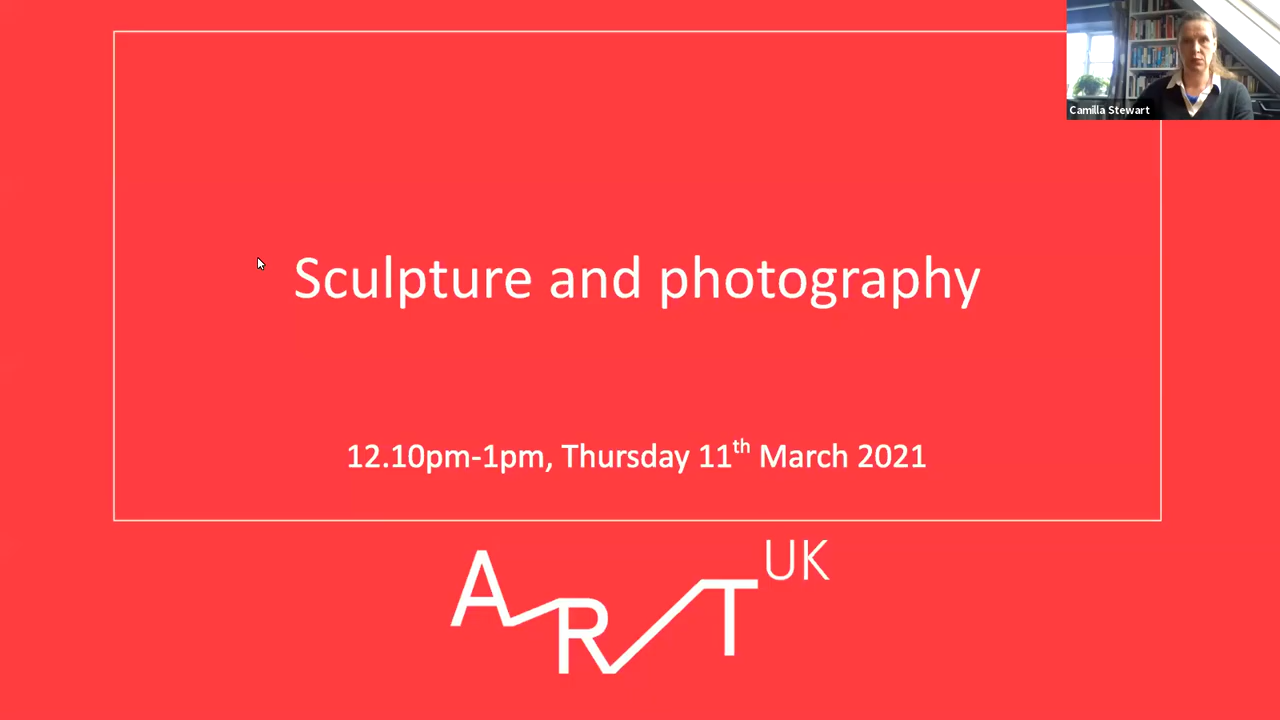 Camilla Stewart
Sculpture and photography
12.10pm-1pm, Thursday 11th March 2021
ART UK